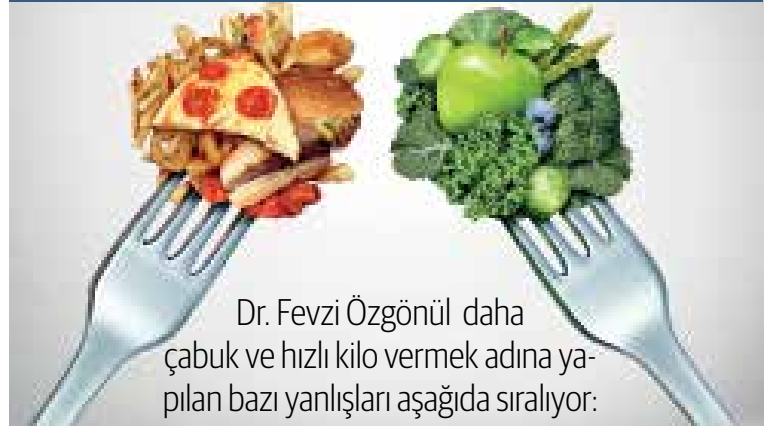 Dr. Fevzi Özgönül daha
çabuk ve hızlı kilo vermek adına ya-
pılan bazı yanlışları aşağıda sıralıyor: